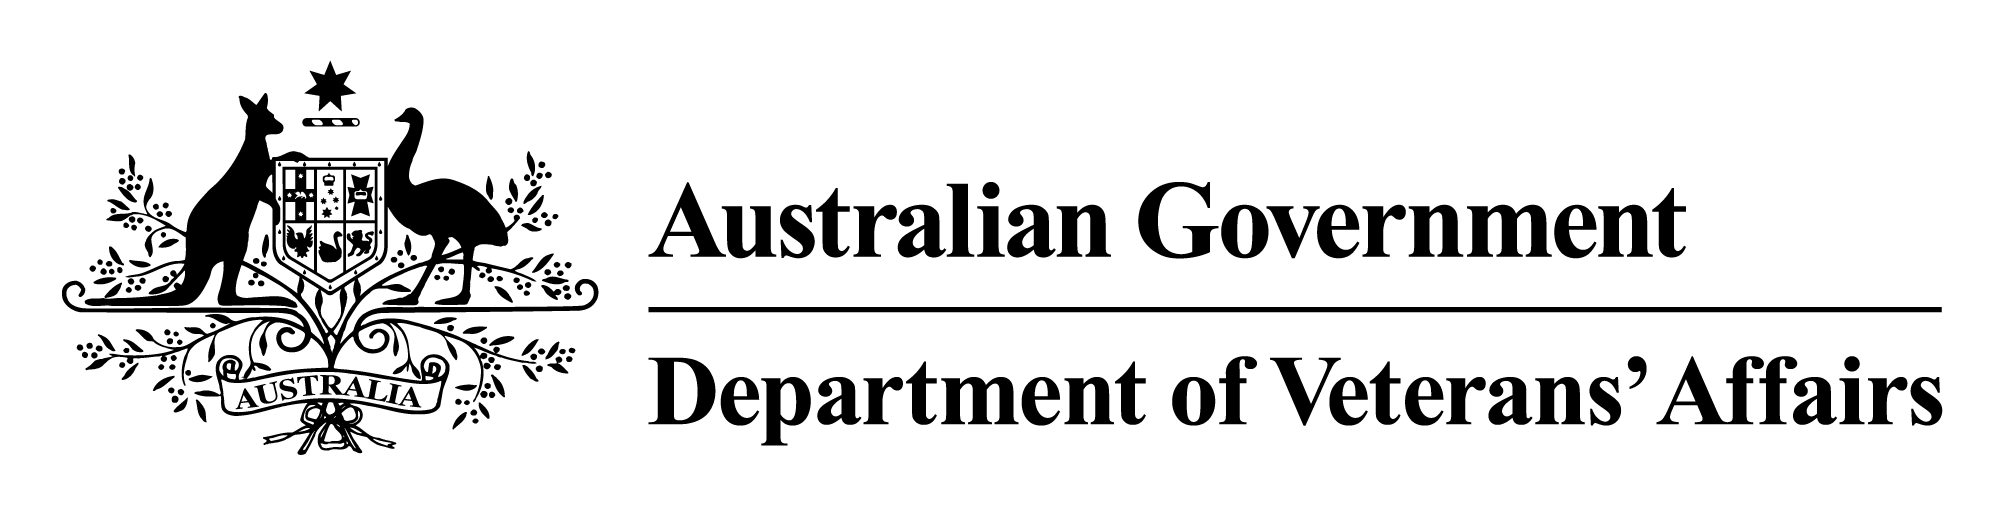 AUSTRALIA
Australian Government
Department of Veterans’ Affairs